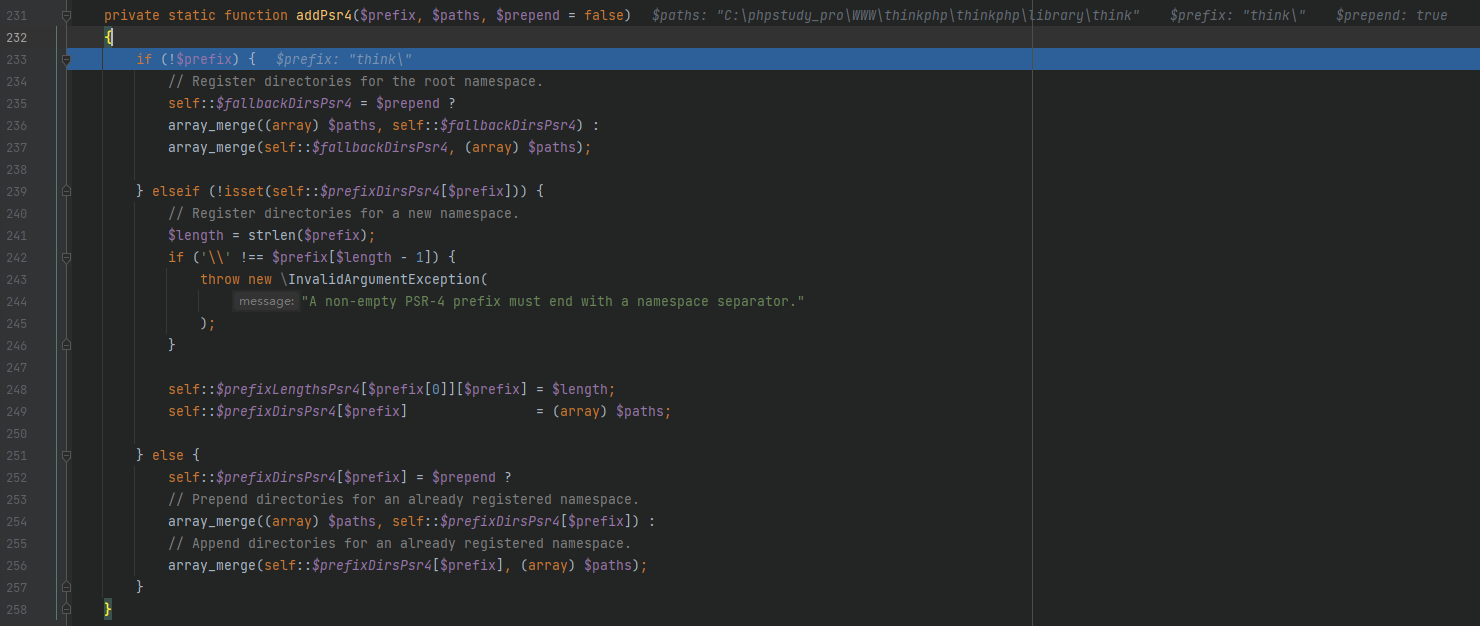 231 private static function addPsr4($prefix, $paths, $prepend = false) $paths: "C:\phpstudy_pro\WWW\thinkphp\thinkphp\library\think" $prefix: "think\" $prepend: true
232 {
233 if (!$prefix) { $prefix: "think\"
234 // Register directories for the root namespace.
235 self::$fallbackDirsPsr4 = $prepend ?
236 array_merge((array) $paths, self::$fallbackDirsPsr4) :
237 array_merge(self::$fallbackDirsPsr4, (array) $paths);
238
239 } elseif (!isset(self::$prefixDirsPsr4[$prefix])) {
240 // Register directories for a new namespace.
241 $length = strlen($prefix);
242 if ('\\' !== $prefix[$length - 1]) {
243 throw new \InvalidArgumentException(
244 message: "A non-empty PSR-4 prefix must end with a namespace separator."
245 );
246 }
247
248 self::$prefixLengthsPsr4[$prefix[0]][$prefix] = $length;
249 self::$prefixDirsPsr4[$prefix] = (array) $paths;
250
251 } else {
252 self::$prefixDirsPsr4[$prefix] = $prepend ?
253 // Prepend directories for an already registered namespace.
254 array_merge((array) $paths, self::$prefixDirsPsr4[$prefix]) :
255 // Append directories for an already registered namespace.
256 array_merge(self::$prefixDirsPsr4[$prefix], (array) $paths);
257 }
258 }